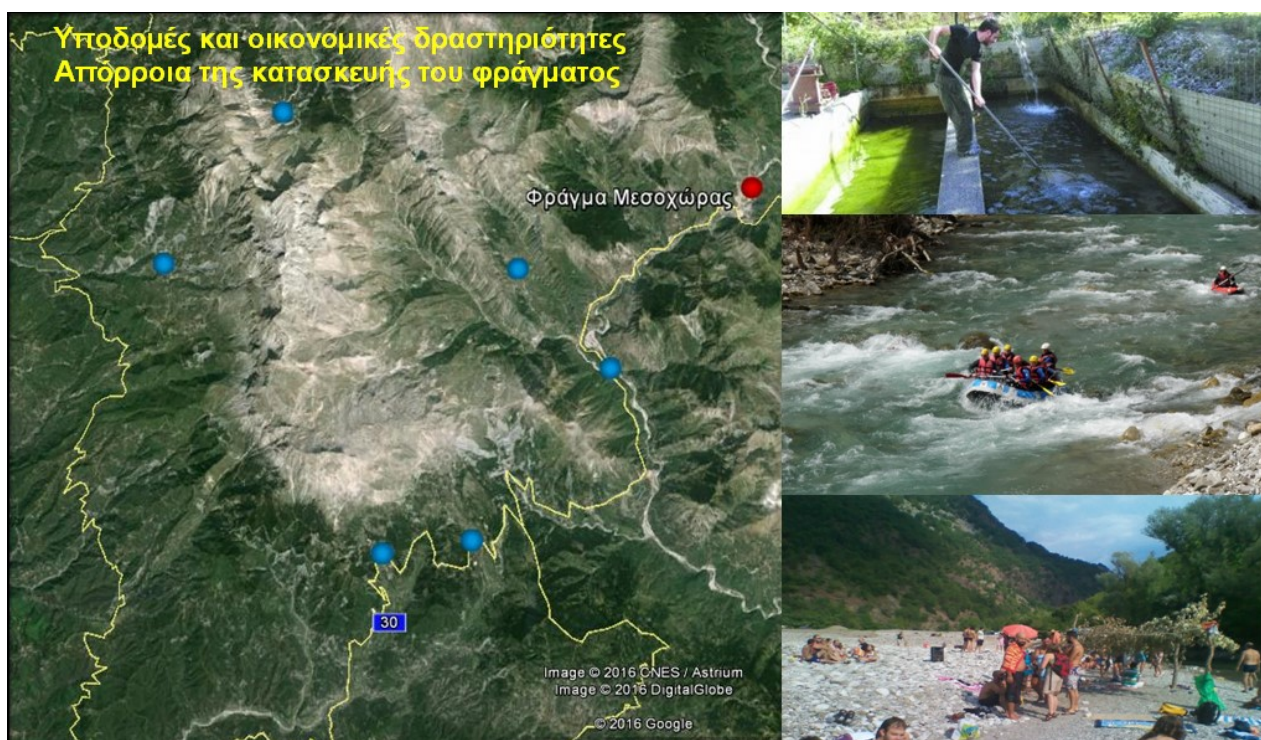 Υποδομές και οικονομικές δραστηριότητες
Απόρροια της κατασκευής του φράγματος
Φράγμα Μεσοχώρας
30
Image © 2016 CNES / Astrium
Image © 2016 DigitalGlobe
© 2016 Google